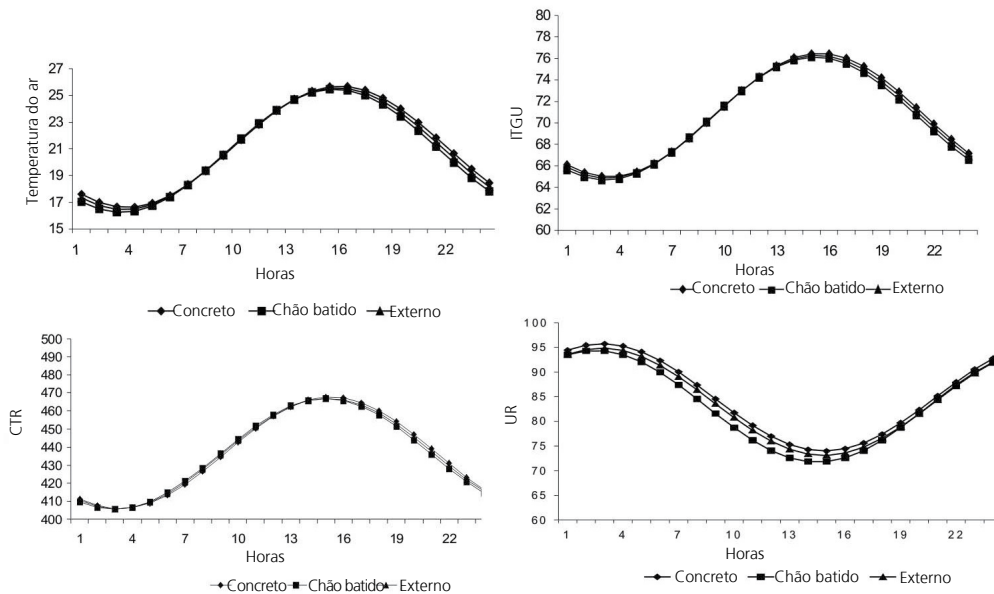 Temperatura do ar
27
25
23
21
19
17
15
1 4 7 10 13 16 19 22
Horas
Concreto Chão batido Externo
ITGU
80
78
76
74
72
70
68
66
64
62
60
1 4 7 10 13 16 19 22
Horas
Concreto Chão batido Externo
CTR
500
490
480
470
460
450
440
430
420
410
400
1 4 7 10 13 16 19 22
Horas
Concreto Chão batido Externo
UR
100
95
90
85
80
75
70
65
60
1 4 7 10 13 16 19 22
Horas
Concreto Chão batido Externo